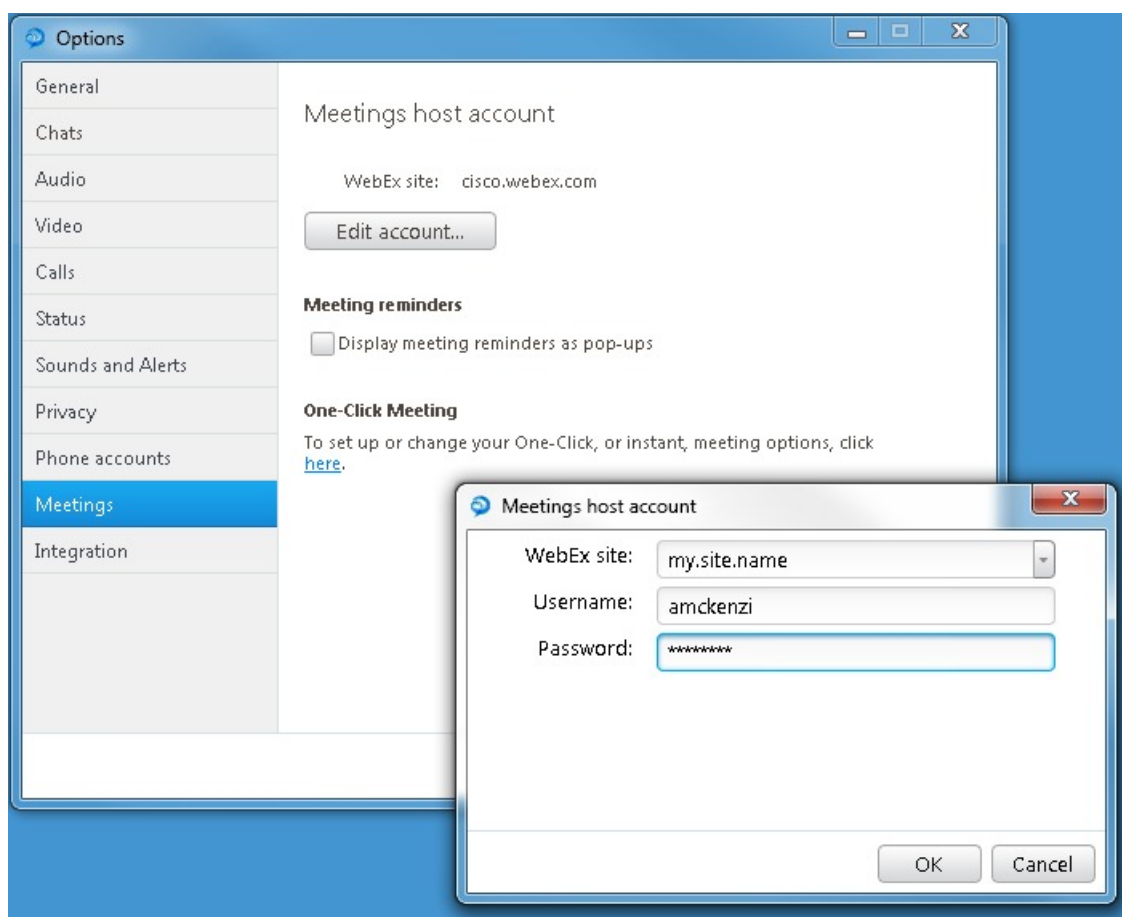 Options
General
Chats
Audio
Video
Calls
Status
Sounds and Alerts
Privacy
Phone accounts
Meetings
Integration
Meetings host account
WebEx site: cisco.webex.com
Edit account...
Meeting reminders
Display meeting reminders as pop-ups
One-Click Meeting
To set up or change your One-Click, or instant, meeting options, click
here.
Meetings host account
WebEx site: my.site.name
Username: amckenzi
Password: ********
OK Cancel